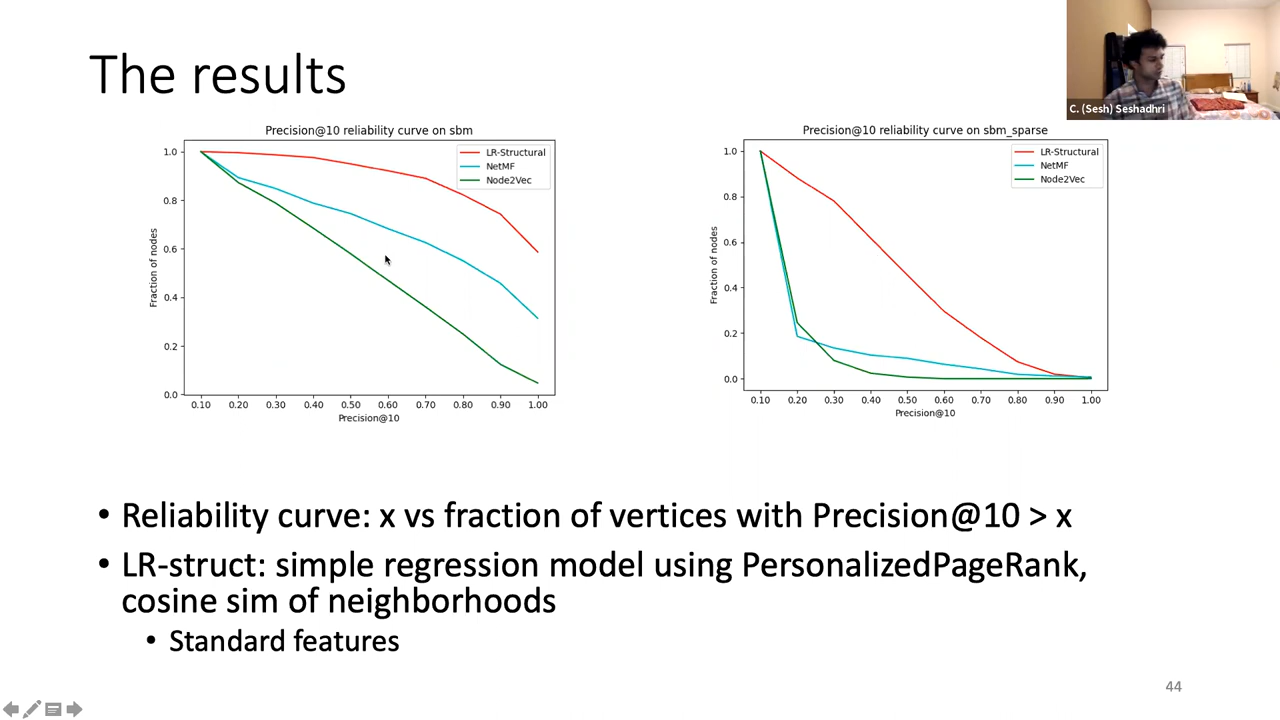 The results
C. (Sesh) Seshadhri
Precision@10 reliability curve on sbm
LR-Structural
NetMF
Node2Vec
Fraction of nodes
1.0
0.8
0.6
0.4
0.2
0.0
0.10 0.20 0.30 0.40 0.50 0.60 0.70 0.80 0.90 1.00
Precision@10
Precision@10 reliability curve on sbm_sparse
LR-Structural
NetMF
Node2Vec
Fraction of nodes
1.0
0.8
0.6
0.4
0.2
0.0
0.10 0.20 0.30 0.40 0.50 0.60 0.70 0.80 0.90 1.00
Precision@10
• Reliability curve: x vs fraction of vertices with Precision@10 > x
• LR-struct: simple regression model using PersonalizedPageRank,
cosine sim of neighborhoods
• Standard features
44